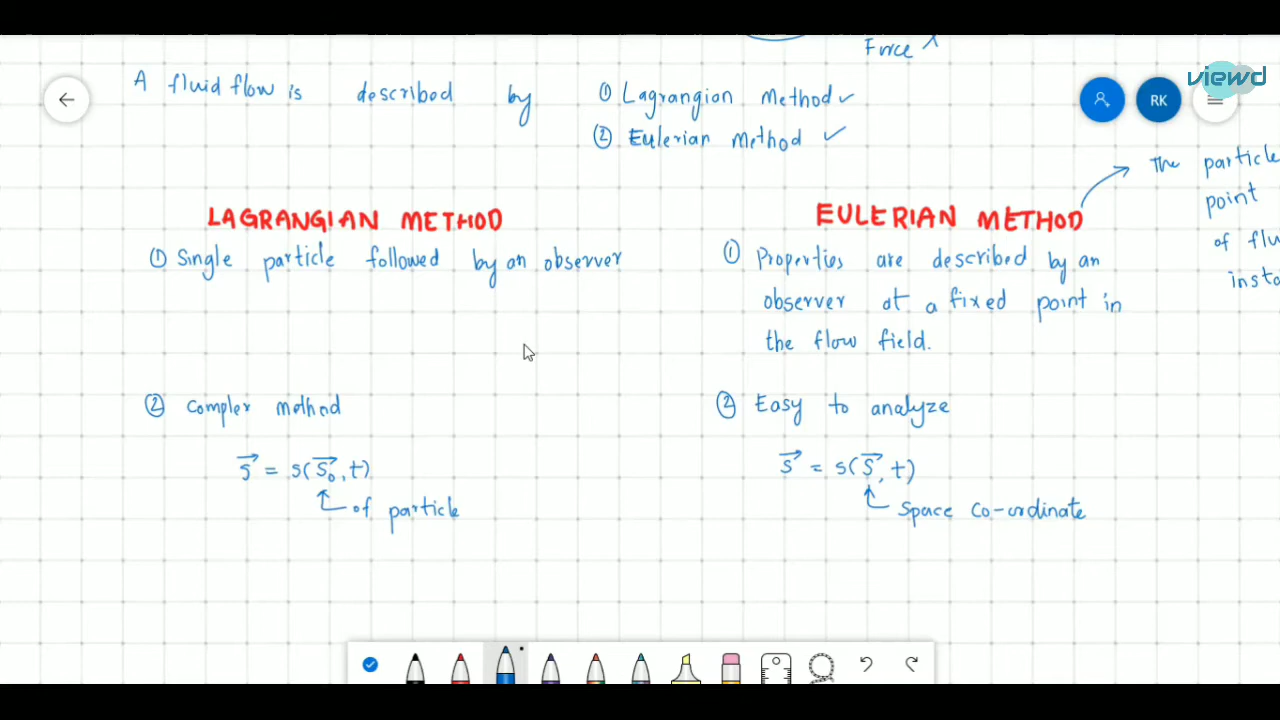 Force
viewd
A fluid flow is described by ① Lagrangian Method ✓
RK
② Eulerian Method ✓
The particle
point
of flu
insta
LAGRANGIAN METHOD
① Single particle followed by an observer
② Complex method
s⃗ = s(s⃗₀, t)
of particle
EULERIAN METHOD
① Properties are described by an
observer at a fixed point in
the flow field.
② Easy to analyze
s⃗ = s(s⃗, t)
Space co-ordinate